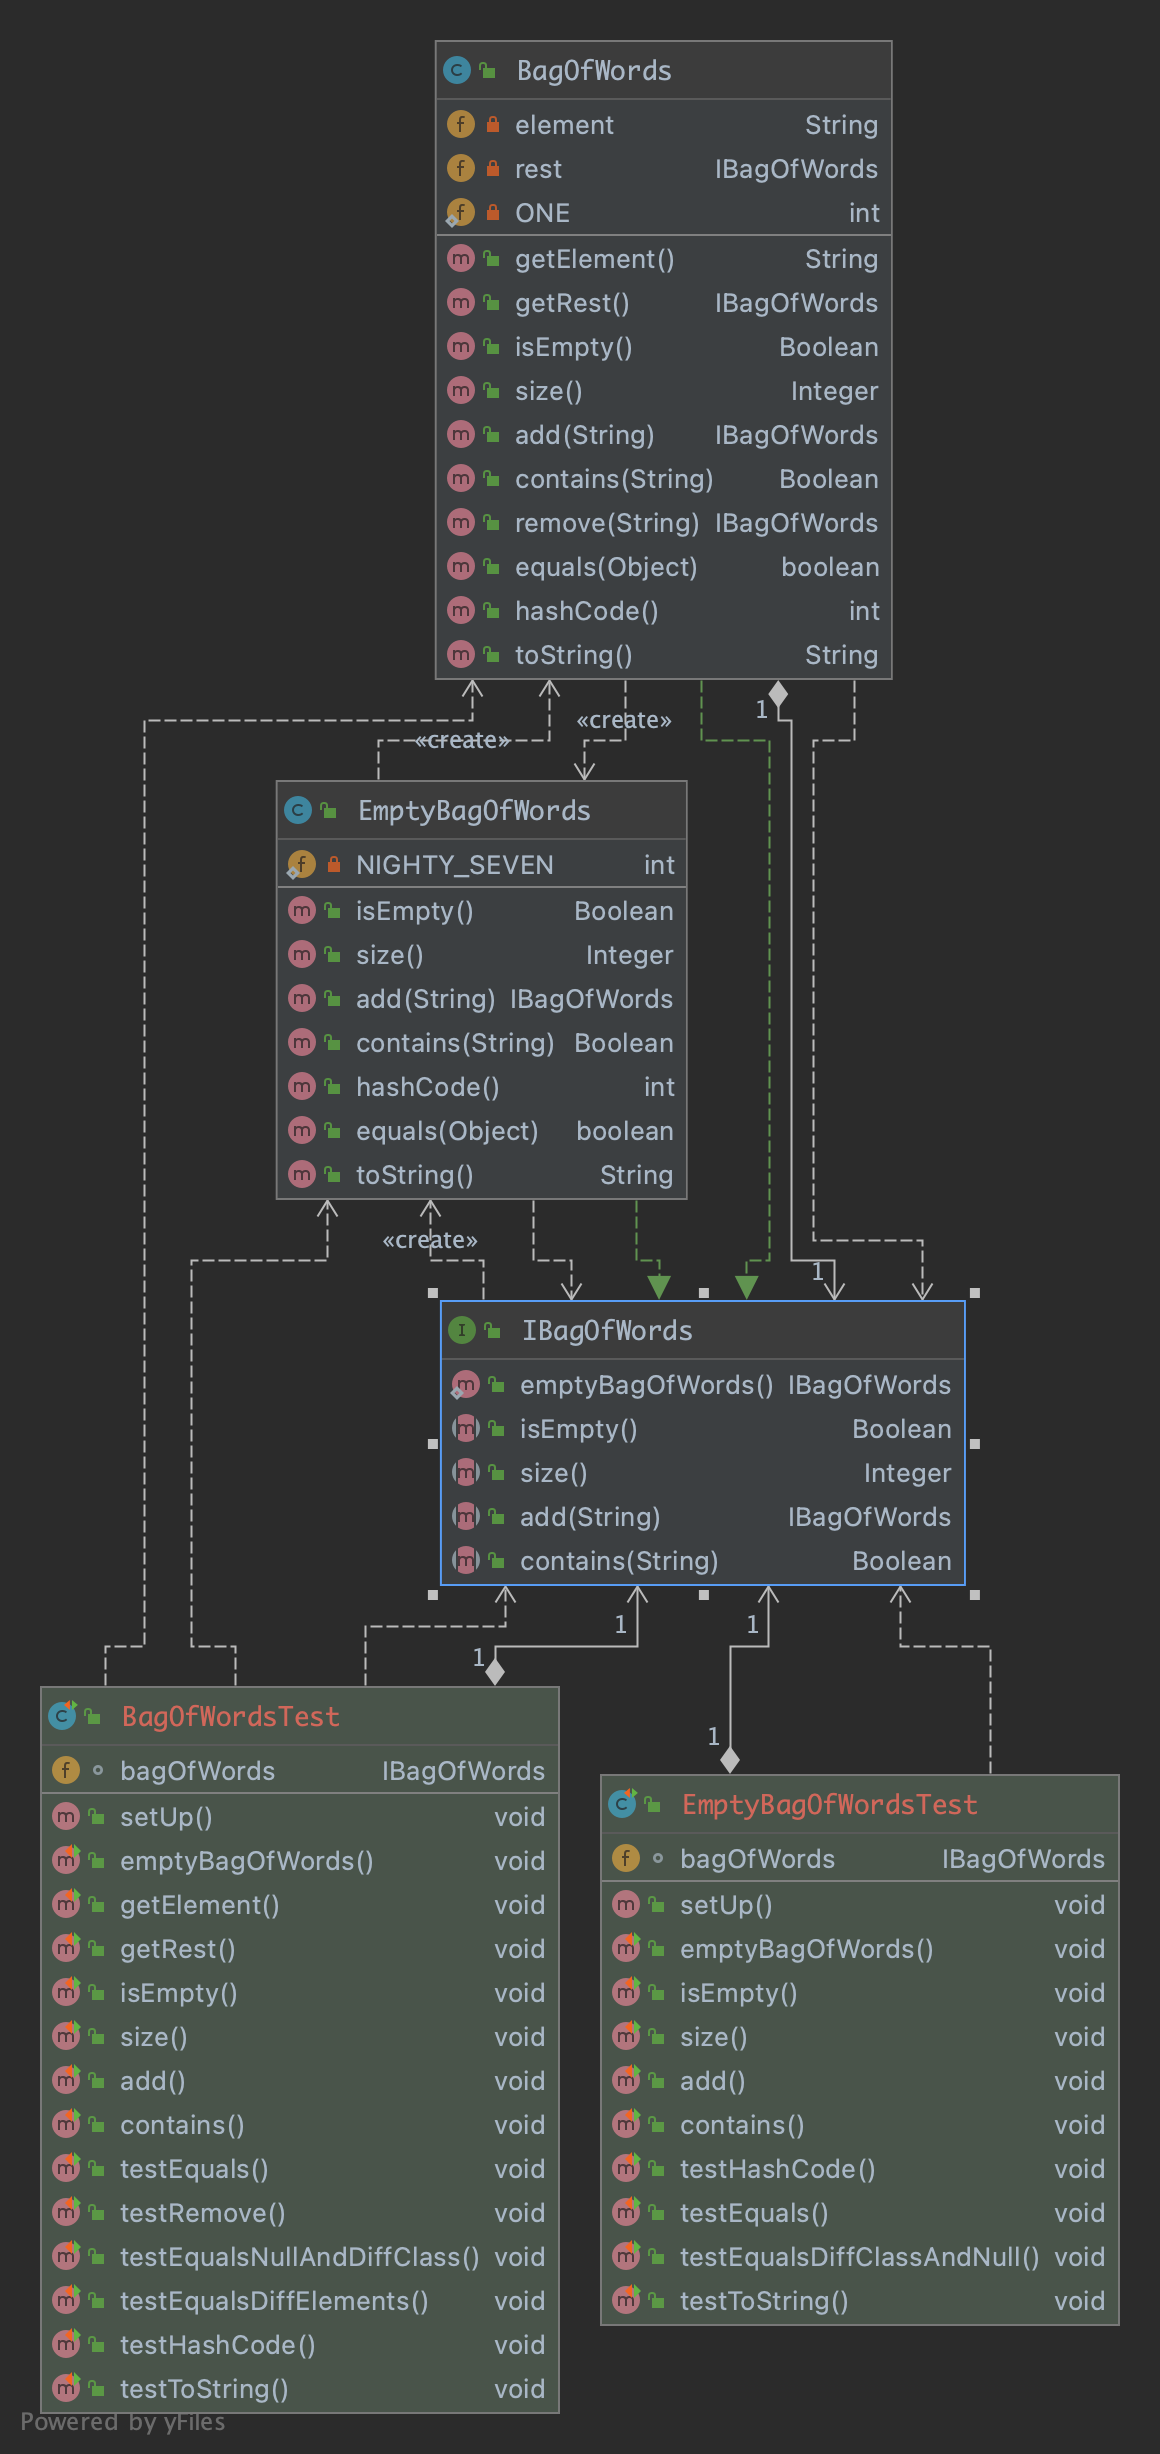 BagOfWords
element String
rest IBagOfWords
ONE int
getElement() String
getRest() IBagOfWords
isEmpty() Boolean
size() Integer
add(String) IBagOfWords
contains(String) Boolean
remove(String) IBagOfWords
equals(Object) boolean
hashCode() int
toString() String
1
«create»
«create»
EmptyBagOfWords
NIGHTY_SEVEN int
isEmpty() Boolean
size() Integer
add(String) IBagOfWords
contains(String) Boolean
hashCode() int
equals(Object) boolean
toString() String
«create»
1
IBagOfWords
emptyBagOfWords() IBagOfWords
isEmpty() Boolean
size() Integer
add(String) IBagOfWords
contains(String) Boolean
1 1
1
1
BagOfWordsTest
bagOfWords IBagOfWords
setUp() void
emptyBagOfWords() void
getElement() void
getRest() void
isEmpty() void
size() void
add() void
contains() void
testEquals() void
testRemove() void
testEqualsNullAndDiffClass() void
testEqualsDiffElements() void
testHashCode() void
testToString() void
EmptyBagOfWordsTest
bagOfWords IBagOfWords
setUp() void
emptyBagOfWords() void
isEmpty() void
size() void
add() void
contains() void
testHashCode() void
testEquals() void
testEqualsDiffClassAndNull() void
testToString() void
Powered by yFiles